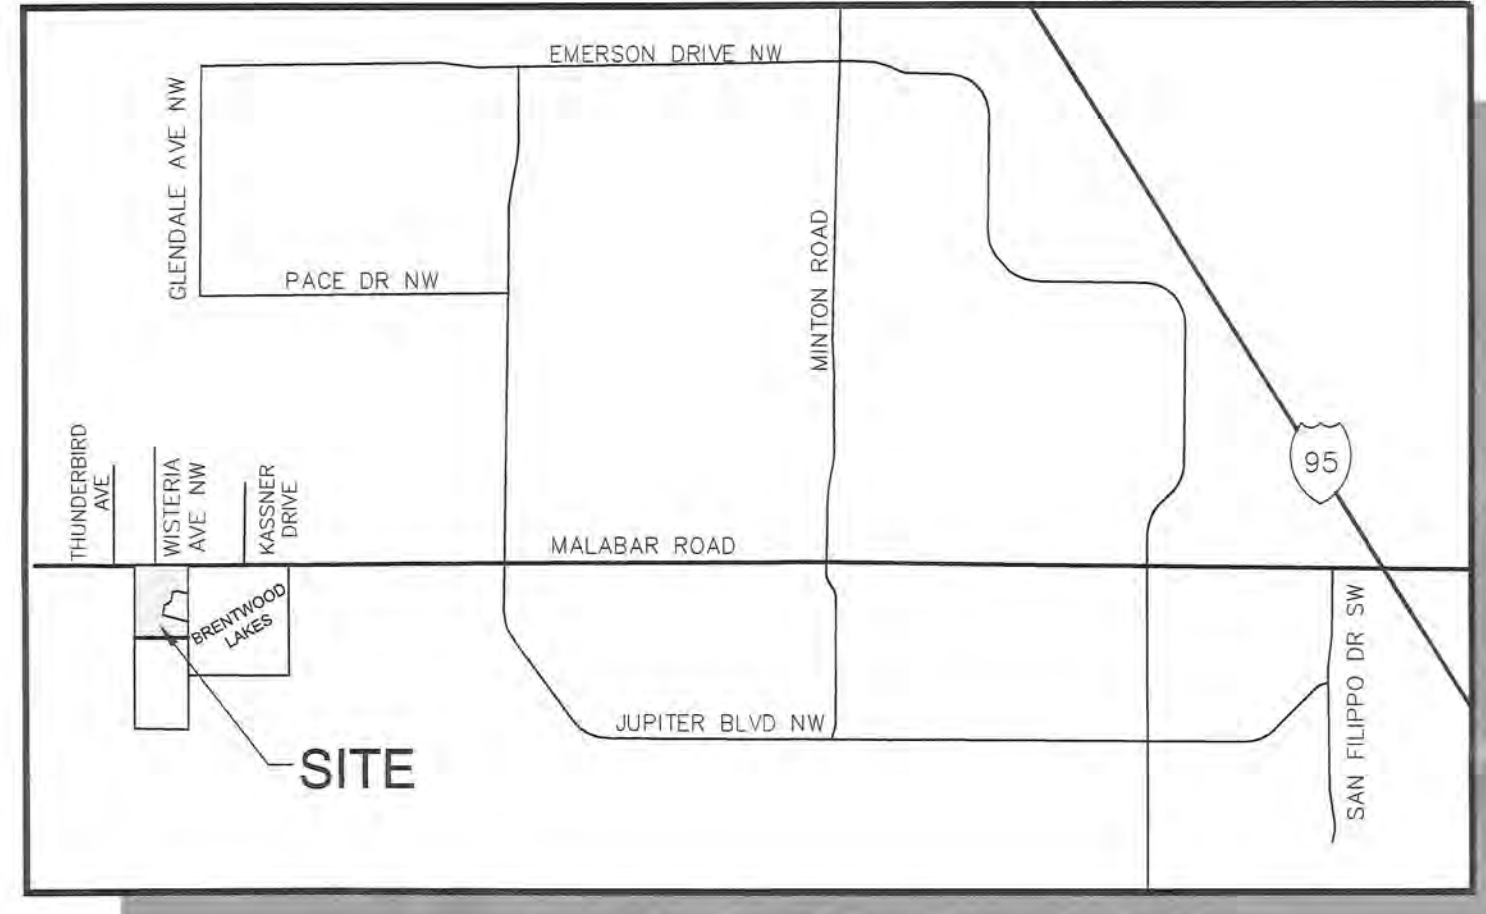 EMERSON DRIVE NW
GLENDALE AVE NW
PACE DR NW
MINTON ROAD
95
THUNDERBIRD
AVE
WISTERIA
AVE NW
KASSNER
DRIVE
MALABAR ROAD
BRENTWOOD
LAKES
SAN FILIPPO DR SW
JUPITER BLVD NW
SITE